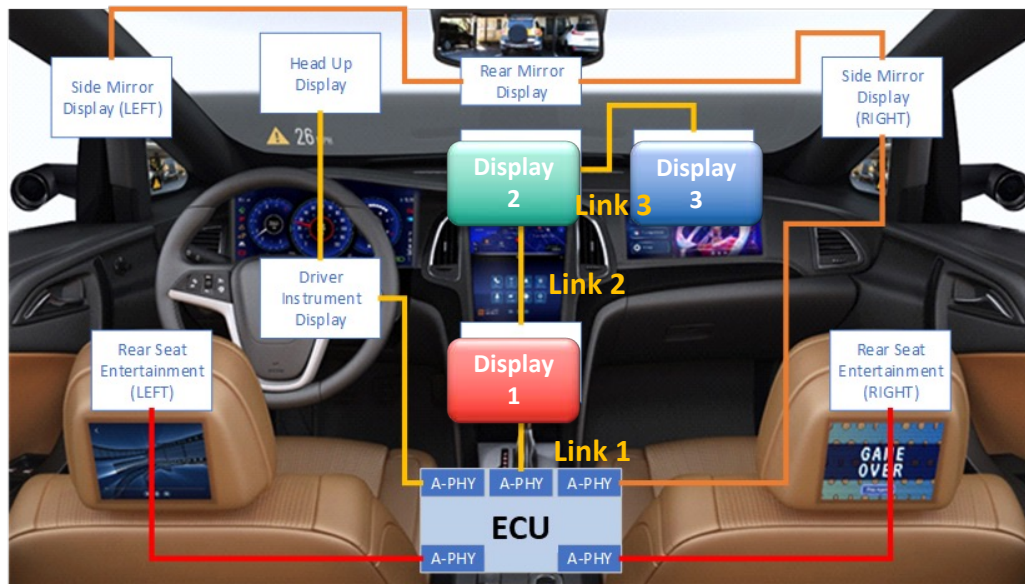 Side Mirror
Display (LEFT)
Head Up
Display
Rear Mirror
Display
Side Mirror
Display
(RIGHT)
26
Display
2
Display
3
Link 3
Driver
Instrument
Display
Link 2
Rear Seat
Entertainment
(LEFT)
Display
1
Rear Seat
Entertainment
(RIGHT)
Link 1
GAME
OVER
A-PHY
A-PHY
A-PHY
ECU
A-PHY
A-PHY